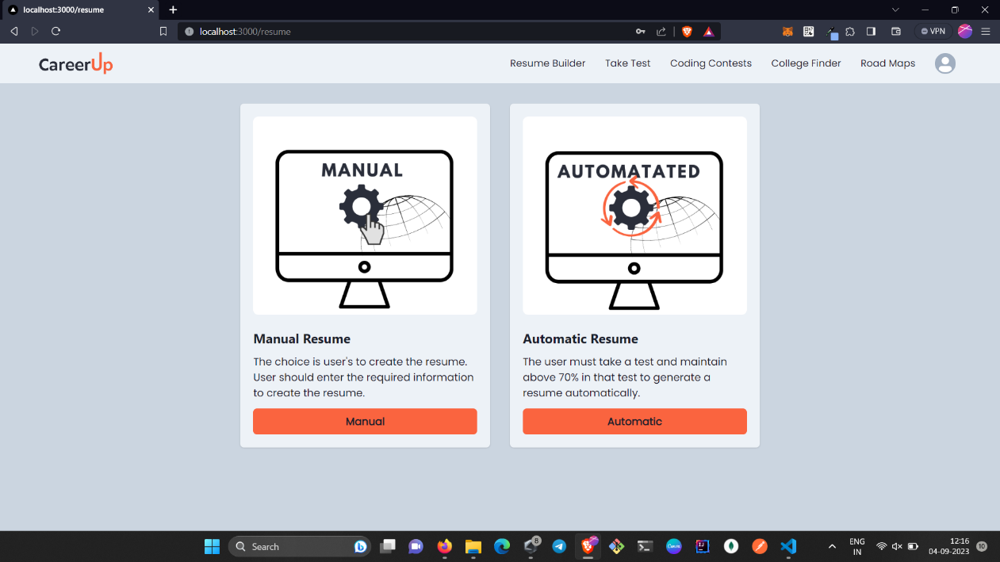 localhost:3000/resume
localhost:3000/resume
VPN
CareerUp
Resume Builder
Take Test
Coding Contests
College Finder
Road Maps
MANUAL
AUTOMATATED
Manual Resume
The choice is user's to create the resume.
User should enter the required information
to create the resume.
Manual
Automatic Resume
The user must take a test and maintain
above 70% in that test to generate a
resume automatically.
Automatic
Search
8
ENG
IN
12:16
04-09-2023
10